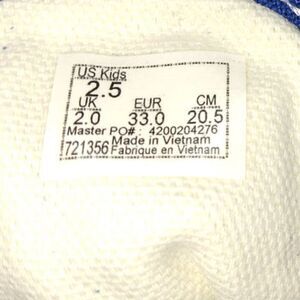 US Kids
2.5
UK EUR CM
2.0 33.0 20.5
Master PO# : 4200204276
721356 Made in Vietnam
Fabrique en Vietnam